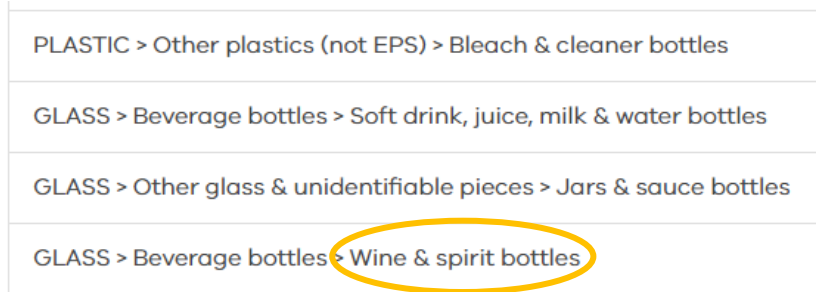 PLASTIC > Other plastics (not EPS) > Bleach & cleaner bottles
GLASS > Beverage bottles > Soft drink, juice, milk & water bottles
GLASS > Other glass & unidentifiable pieces > Jars & sauce bottles
GLASS > Beverage bottles > Wine & spirit bottles